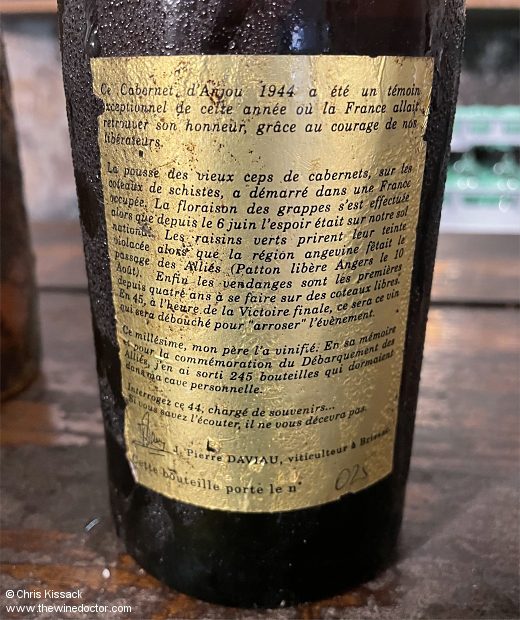 Ce Cabernet d'Anjou 1944 a été un témoin
exceptionnel de cette année où la France allait
retrouver son honneur, grâce au courage de nos
libérateurs.
La pousse des vieux ceps de cabernets, sur les
coteaux de schistes, a démarré dans une France
occupée. La floraison des grappes s'est effectuée
alors que depuis le 6 juin l'espoir était sur notre sol
national. Les raisins verts prirent leur teinte
violacée alors que la région angevine fêtait le
passage des Alliés (Patton libère Angers le 10
Août). Enfin les vendanges sont les premières
depuis quatre ans à se faire sur des coteaux libres.
En 45, à l'heure de la Victoire finale, ce sera ce vin
qui sera débouché pour "arroser" l'évènement.
Ce millésime, mon père l'a vinifié. En sa mémoire
et pour la commémoration du Débarquement des
Alliés, j'en ai sorti 245 bouteilles qui dormaient
dans ma cave personnelle.
Interrogez ce 44, chargé de souvenirs...
Si vous savez l'écouter, il ne vous décevra pas.
J. Pierre DAVIAU, viticulteur à
Cette bouteille porte le n° 025
© Chris Kissack
www.thewinedoctor.com